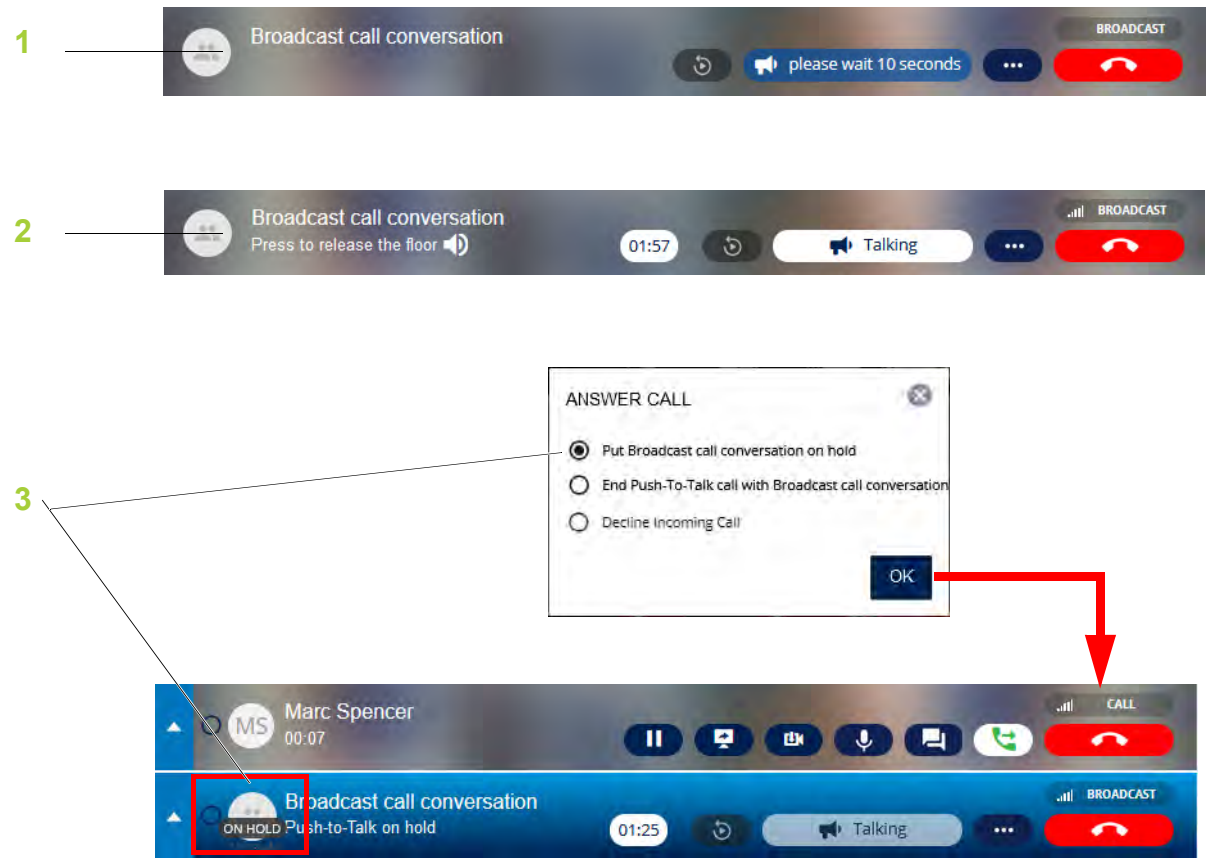 1
Broadcast call conversation
BROADCAST
please wait 10 seconds
2
Broadcast call conversation
BROADCAST
Press to release the floor
01:57
Talking
ANSWER CALL
Put Broadcast call conversation on hold
3
End Push-To-Talk call with Broadcast call conversation
Decline Incoming Call
OK
MS
Marc Spencer
CALL
00:07
Broadcast call conversation
BROADCAST
ON HOLD
Push-to-Talk on hold
01:25
Talking